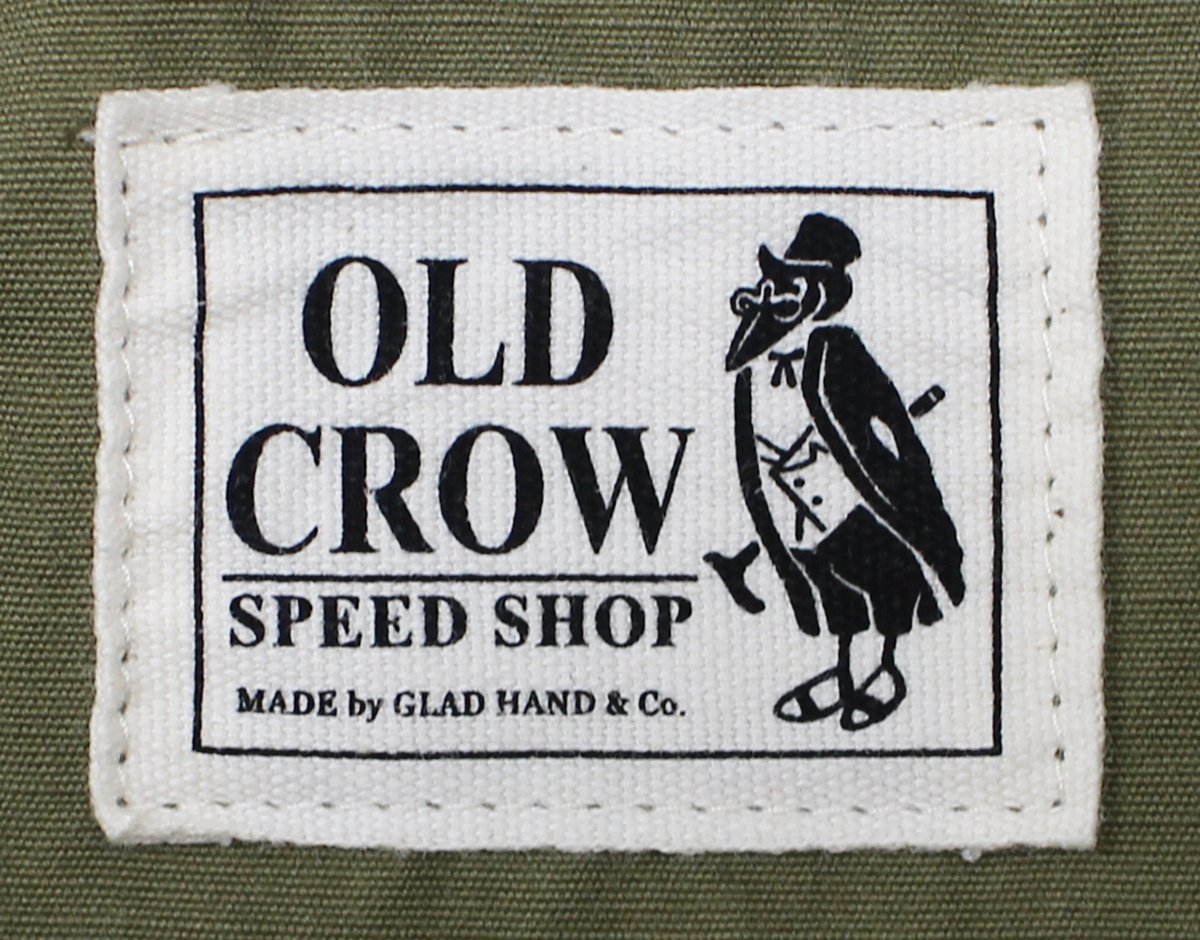 OLD
CROW
SPEED SHOP
MADE by GLAD HAND & Co.